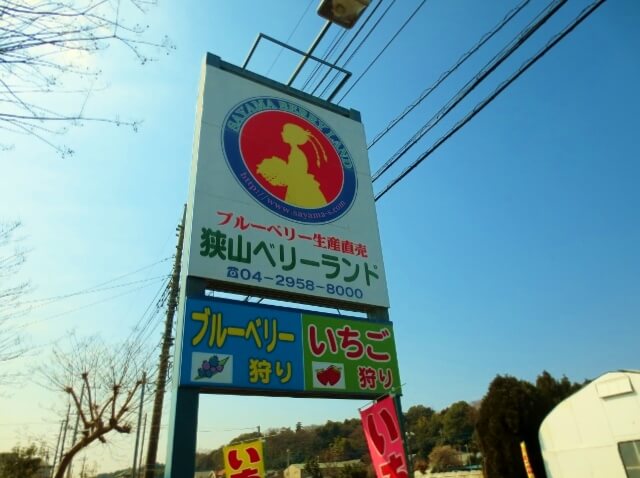 SAYAMA BERRY LAND
http://www.sayama-s.com
ブルーベリー生産直売
狭山ベリーランド
☎04-2958-8000
ブルーベリー
狩り
いちご
狩り
いち